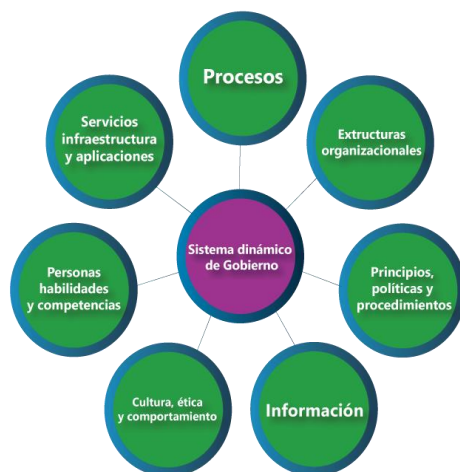 Procesos
Extructuras
organizacionales
Principios,
políticas y
procedimientos
Información
Cultura, ética
y comportamiento
Personas
habilidades
y competencias
Servicios
infraestructura
y aplicaciones
Sistema dinámico
de Gobierno